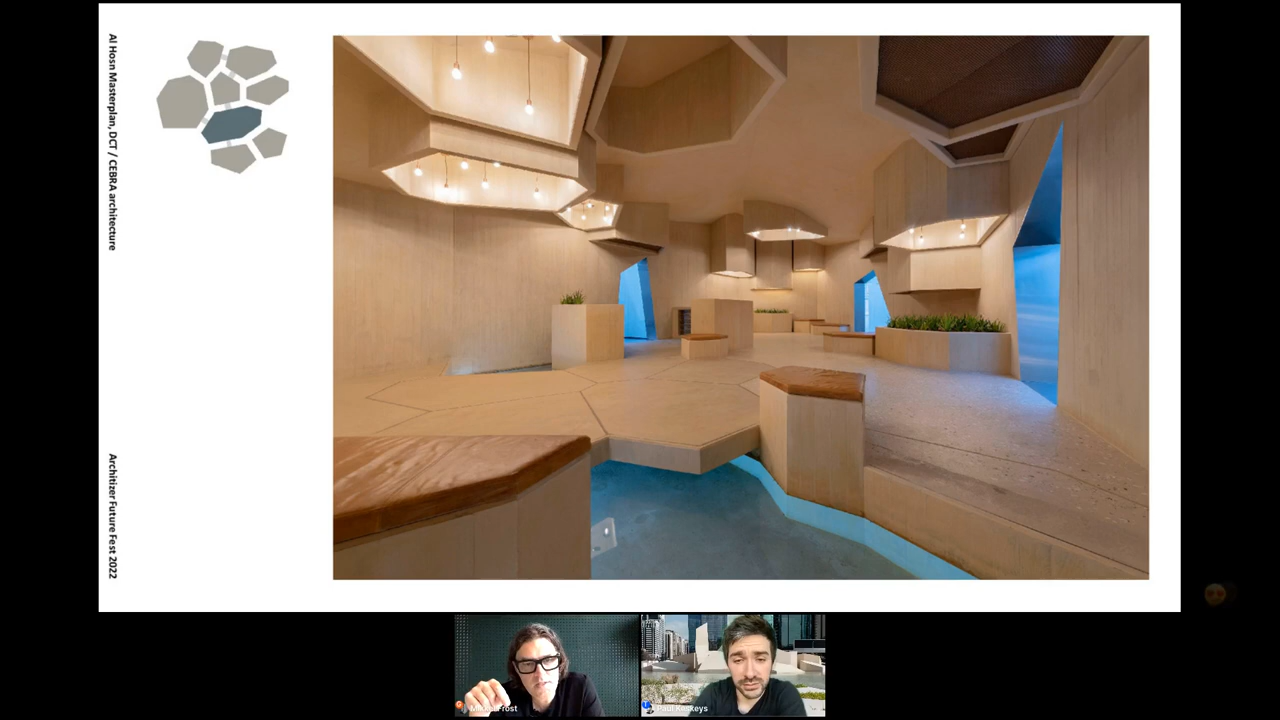 Al Hosn Masterplan, DCT / CEBRA architecture
Architizer Future Fest 2022